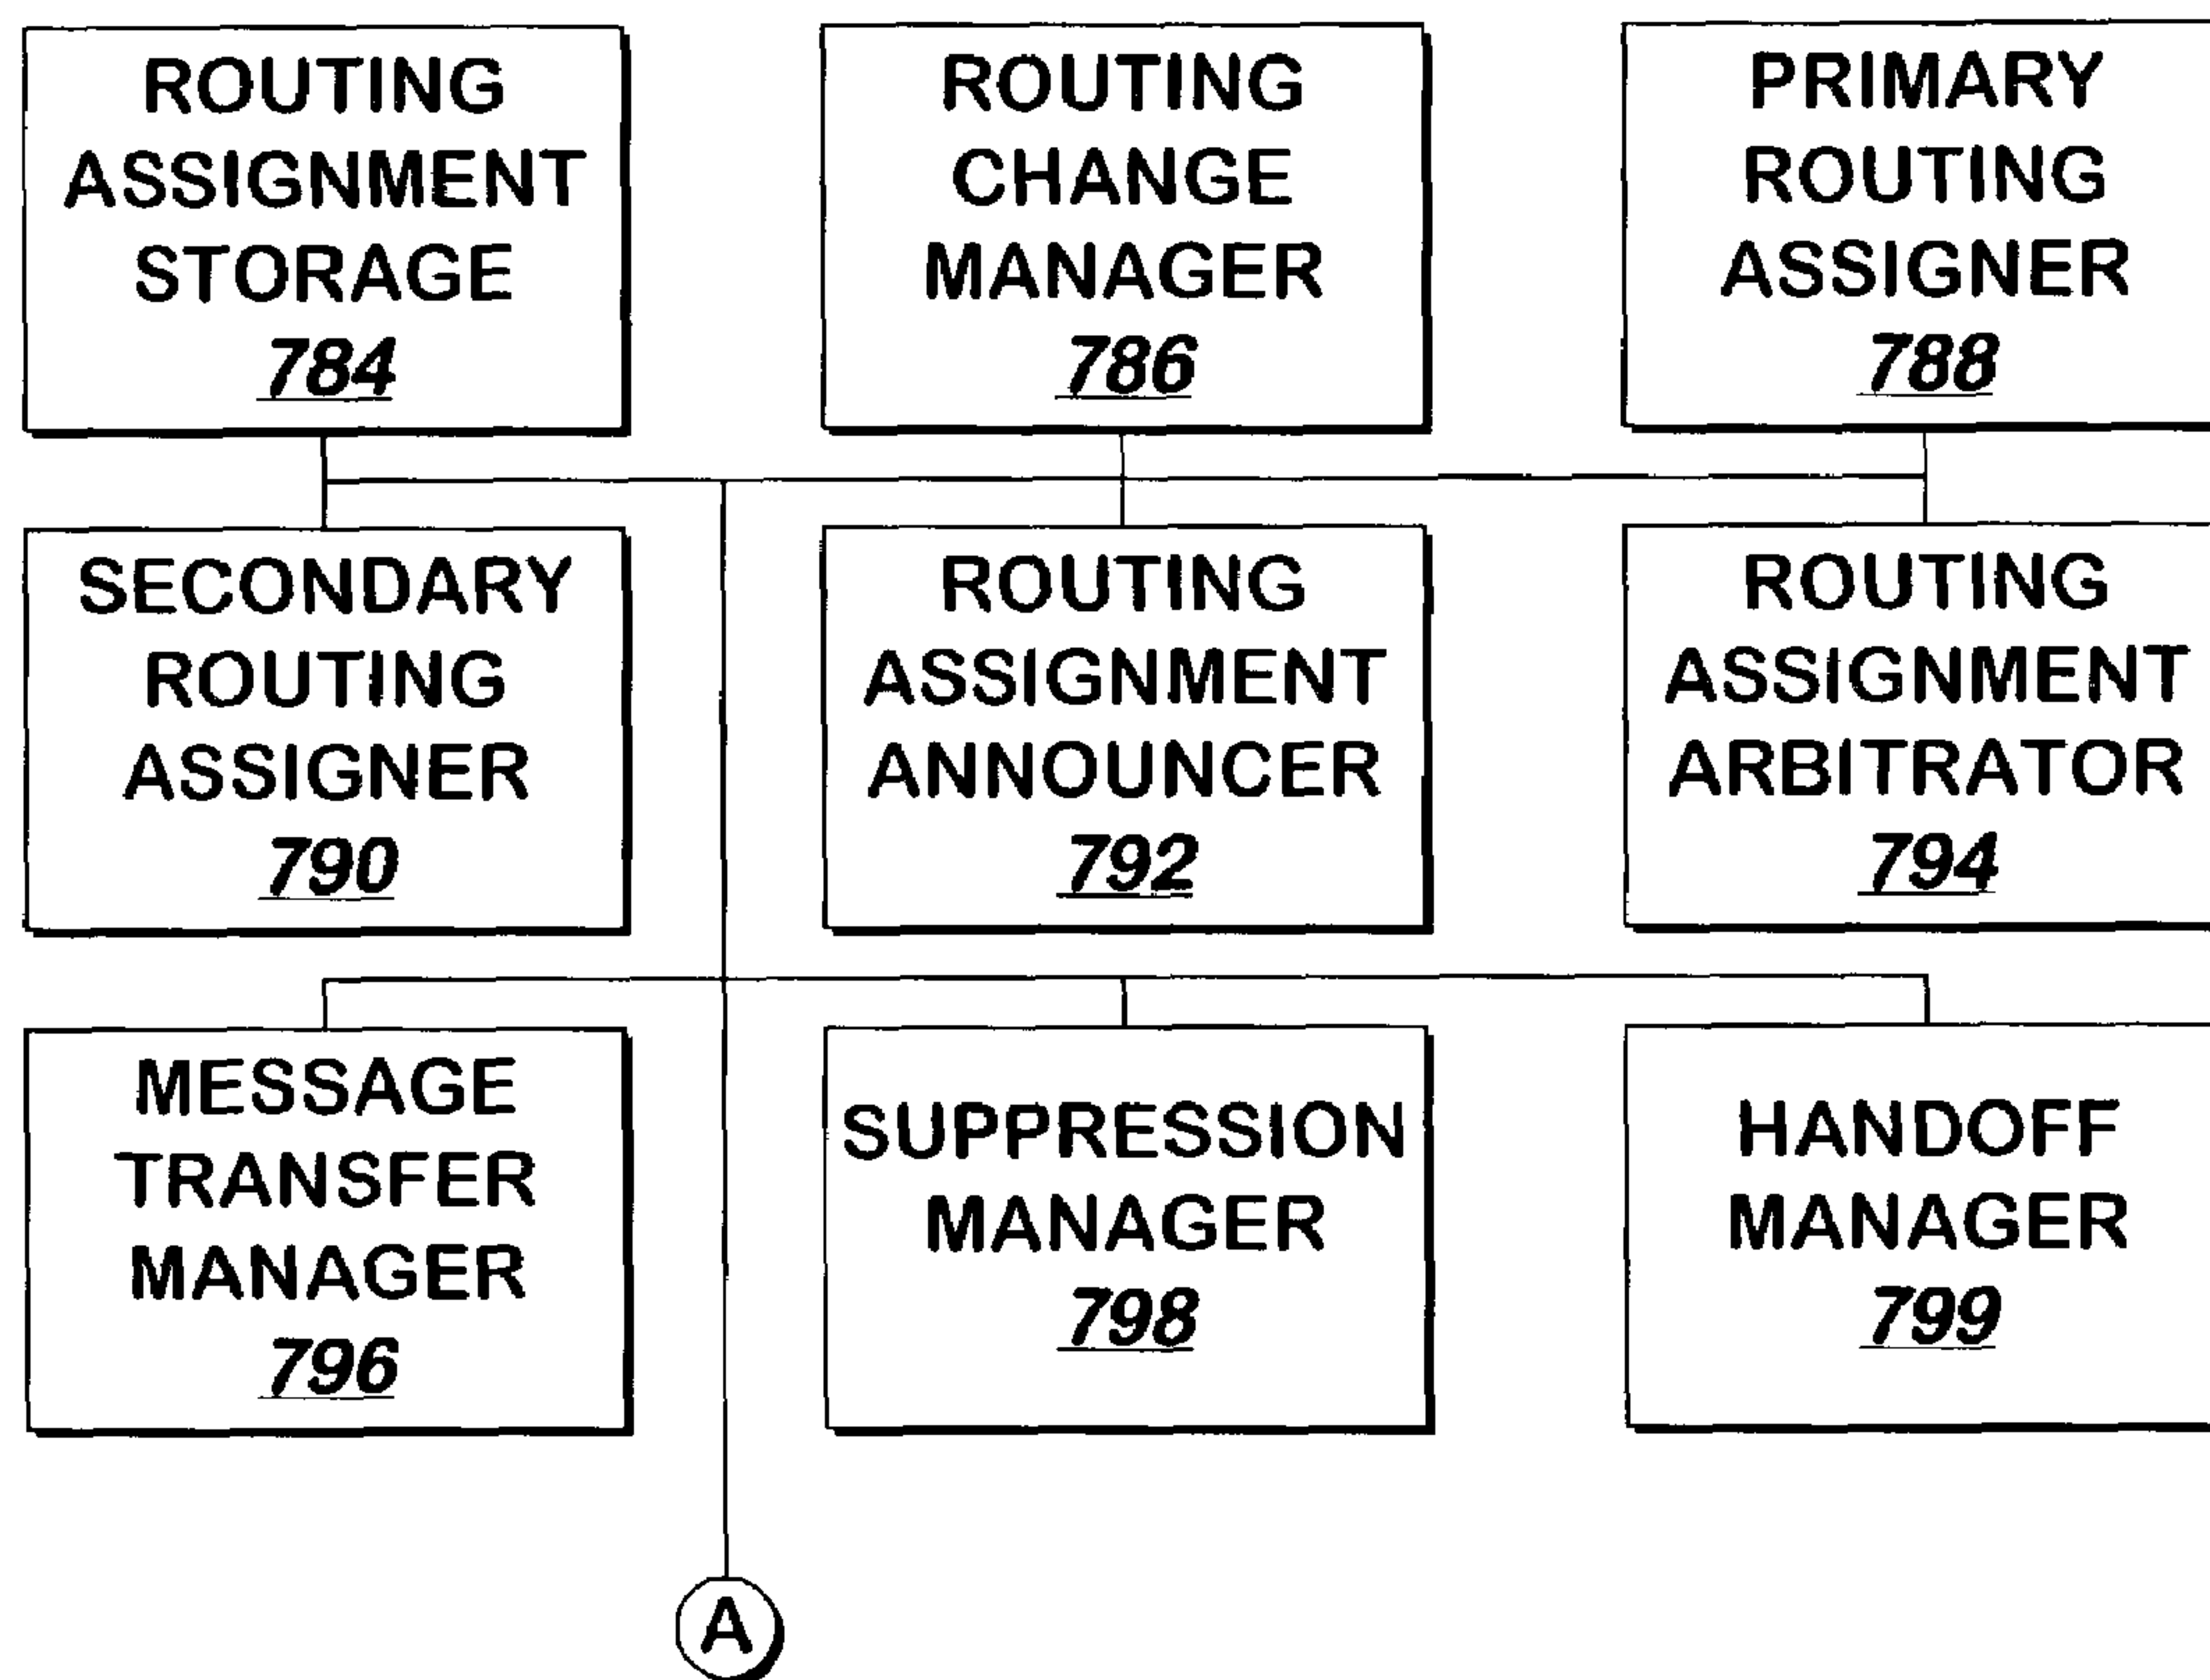 ROUTING
ASSIGNMENT
STORAGE
784
ROUTING
CHANGE
MANAGER
786
PRIMARY
ROUTING
ASSIGNER
788
SECONDARY
ROUTING
ASSIGNER
790
ROUTING
ASSIGNMENT
ANNOUNCER
792
ROUTING
ASSIGNMENT
ARBITRATOR
794
MESSAGE
TRANSFER
MANAGER
796
SUPPRESSION
MANAGER
798
HANDOFF
MANAGER
799
A